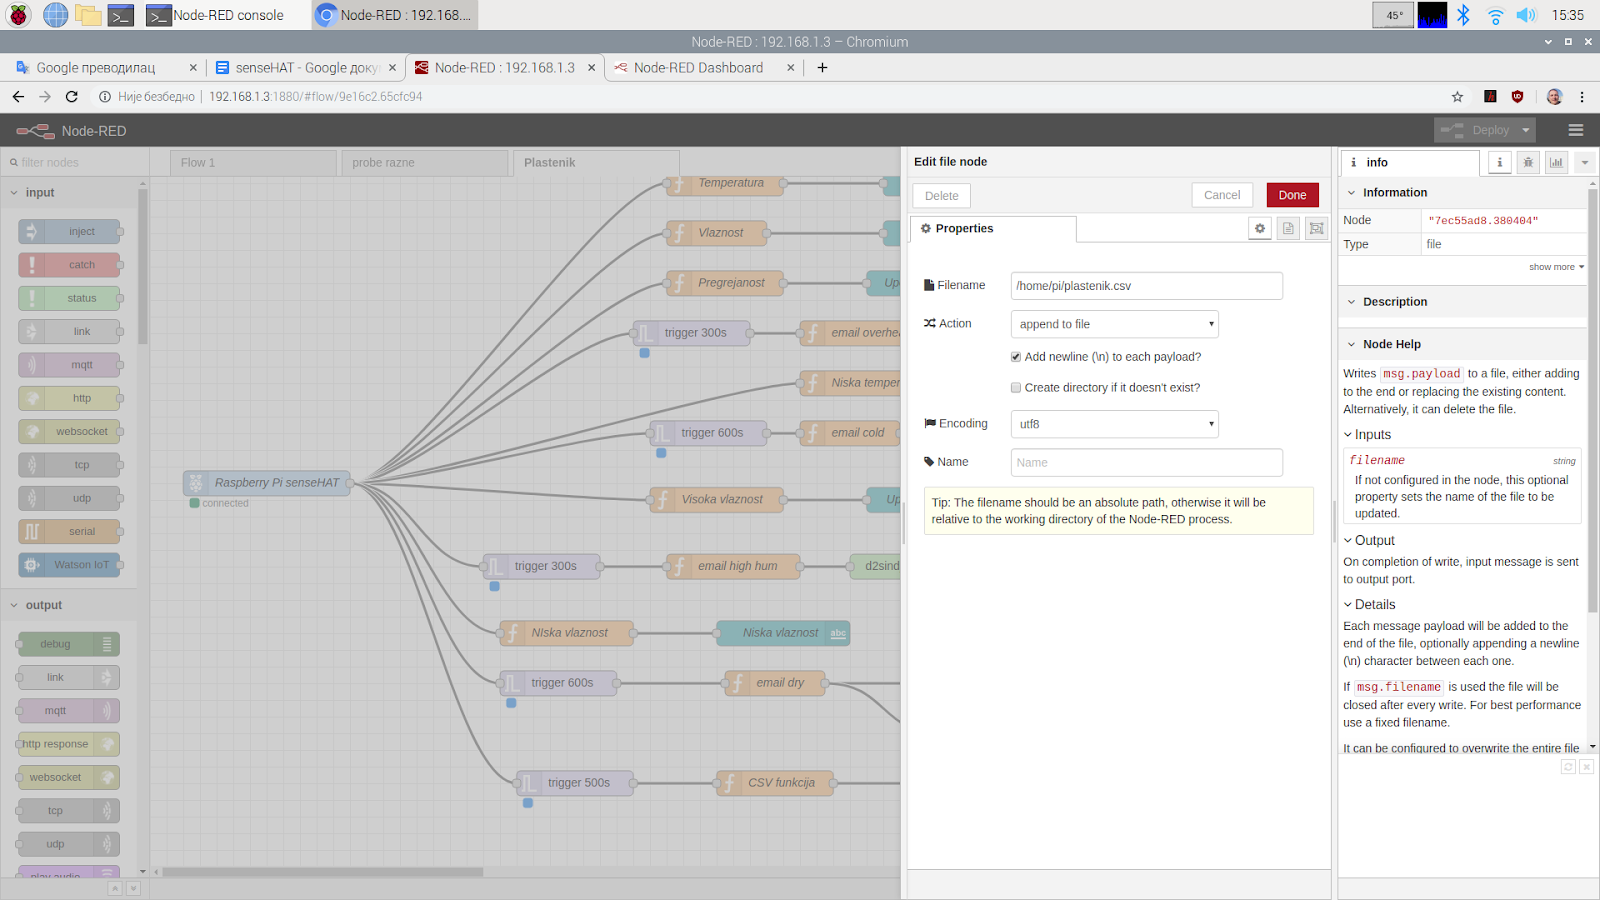 Node-RED console
Node-RED : 192.168....
45°
15:35
Node-RED : 192.168.1.3 – Chromium
Google преводилац
senseHAT - Google докум
Node-RED : 192.168.1.3
Node-RED Dashboard
Није безбедно
192.168.1.3:1880/#flow/9e16c2.65cfc94
Node-RED
Deploy
filter nodes
Flow 1
probe razne
Plastenik
input
inject
catch
status
link
mqtt
http
websocket
tcp
udp
serial
Watson IoT
output
debug
link
mqtt
http response
websocket
tcp
udp
play audio
Temperatura
Vlaznost
Pregrejanost
Up
trigger 300s
email overhea
Niska temper
trigger 600s
email cold
Raspberry Pi senseHAT
connected
Visoka vlaznost
Up
trigger 300s
email high hum
d2sind
NIska vlaznost
Niska vlaznost
abc
trigger 600s
email dry
trigger 500s
CSV funkcija
Edit file node
Delete
Cancel
Done
Properties
Filename
/home/pi/plastenik.csv
Action
append to file
Add newline (\n) to each payload?
Create directory if it doesn't exist?
Encoding
utf8
Name
Name
Tip: The filename should be an absolute path, otherwise it will be
relative to the working directory of the Node-RED process.
info
Information
Node
"7ec55ad8.380404"
Type
file
show more
Description
Node Help
Writes msg.payload to a file, either adding
to the end or replacing the existing content.
Alternatively, it can delete the file.
Inputs
filename
string
If not configured in the node, this optional
property sets the name of the file to be
updated.
Output
On completion of write, input message is sent
to output port.
Details
Each message payload will be added to the
end of the file, optionally appending a newline
(\n) character between each one.
If msg.filename is used the file will be
closed after every write. For best performance
use a fixed filename.
It can be configured to overwrite the entire file